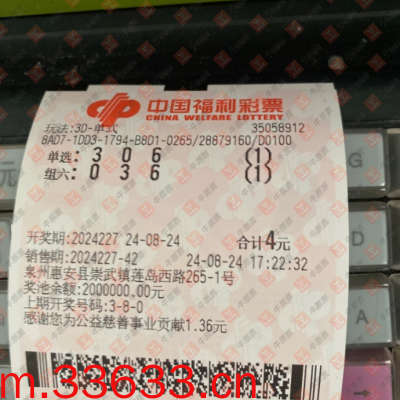 中国福利彩票
CHINA WELFARE LOTTERY
玩法:3D-单式 35058912
8AD7-1DD3-1794-B8D1-0265/28879160/D0100
单选: 3 0 6 (1)
组六: 0 3 6 (1)
开奖期:2024227 24-08-24 合计4元
销售期:2024227-42 24-08-24 17:22:32
泉州惠安县崇武镇莲岛西路265-1号
奖池余额:2000000.00元
上期开奖号码:3-8-0
感谢您为公益慈善事业贡献1.36元
m.33633.cn
元
D
G
A